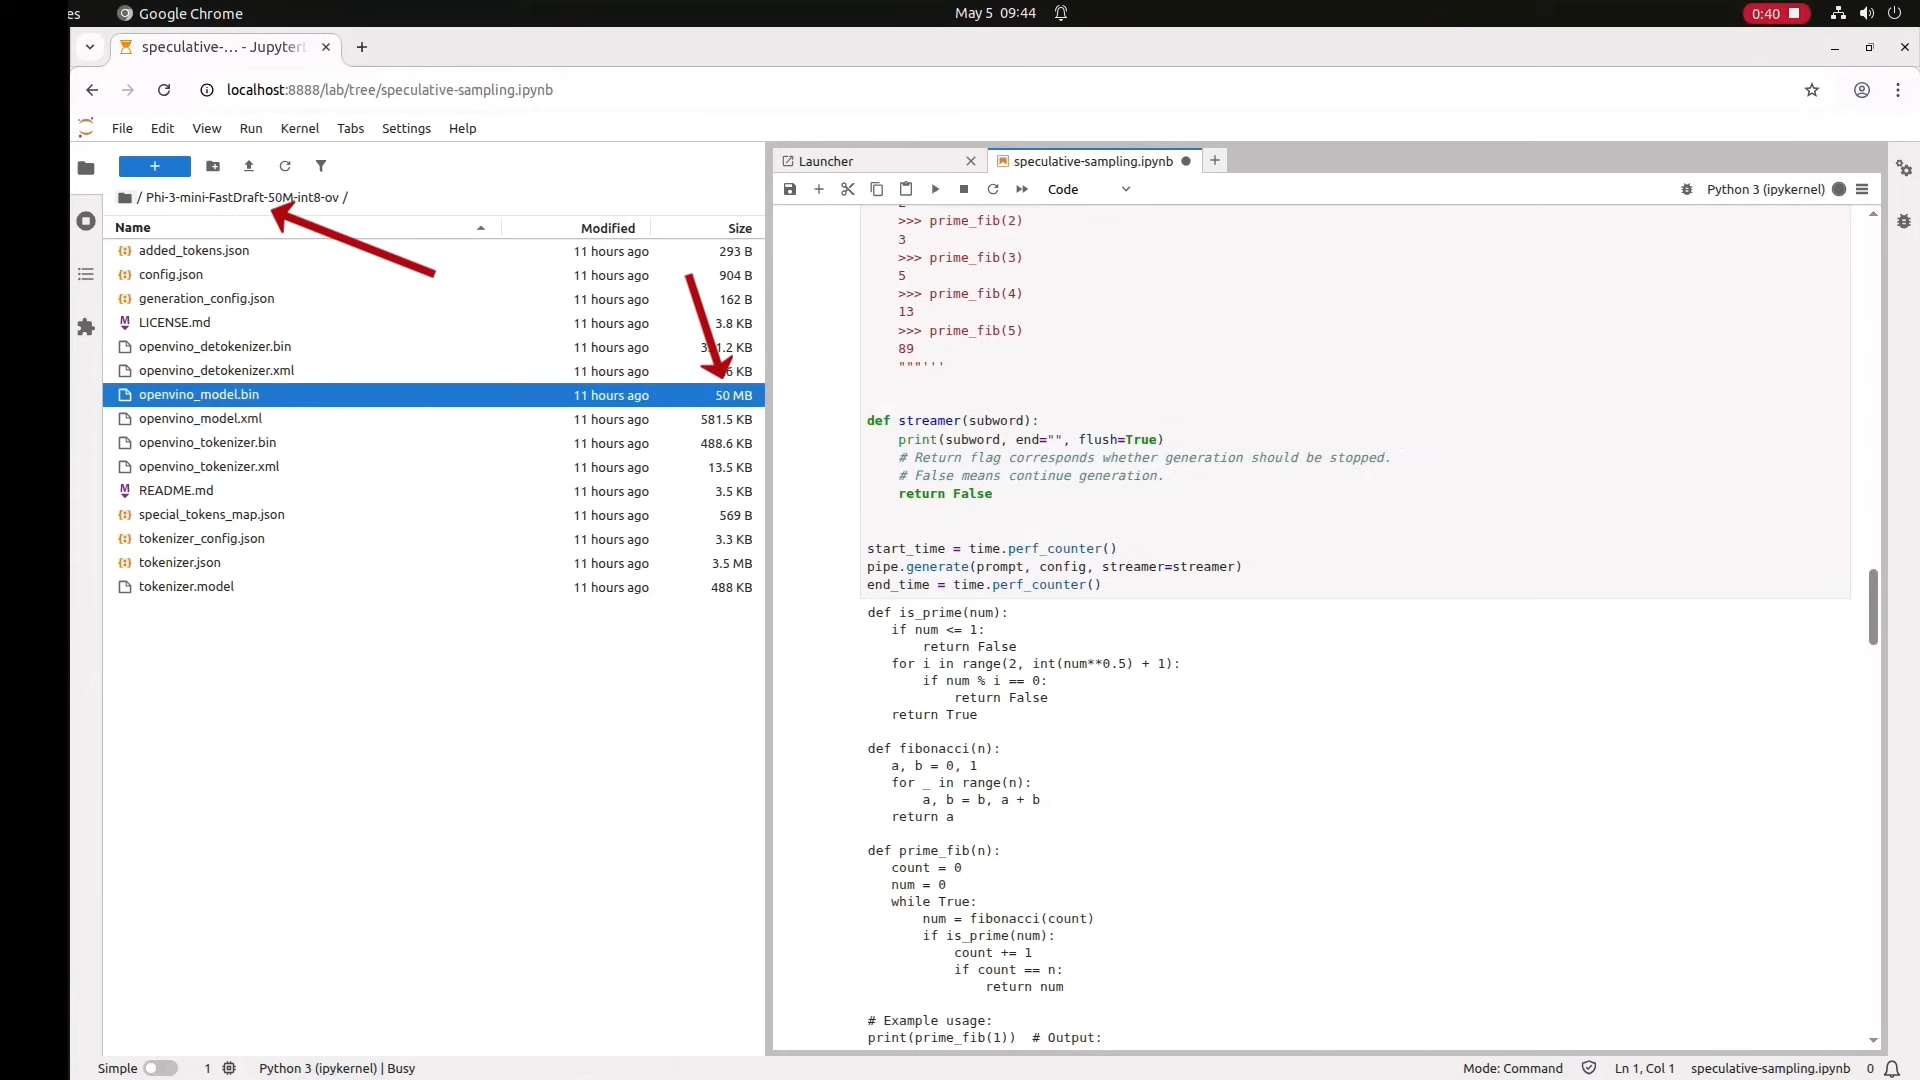 es
Google Chrome
May 5 09:44
0:40
speculative-... - Jupyter
localhost:8888/lab/tree/speculative-sampling.ipynb
File Edit View Run Kernel Tabs Settings Help
/ Phi-3-mini-FastDraft-50M-int8-ov /
Name Modified Size
added_tokens.json 11 hours ago 293 B
config.json 11 hours ago 904 B
generation_config.json 11 hours ago 162 B
LICENSE.md 11 hours ago 3.8 KB
openvino_detokenizer.bin 11 hours ago 331.2 KB
openvino_detokenizer.xml 11 hours ago KB
openvino_model.bin 11 hours ago 50 MB
openvino_model.xml 11 hours ago 581.5 KB
openvino_tokenizer.bin 11 hours ago 488.6 KB
openvino_tokenizer.xml 11 hours ago 13.5 KB
README.md 11 hours ago 3.5 KB
special_tokens_map.json 11 hours ago 569 B
tokenizer_config.json 11 hours ago 3.3 KB
tokenizer.json 11 hours ago 3.5 MB
tokenizer.model 11 hours ago 488 KB
Launcher
speculative-sampling.ipynb
Code
Python 3 (ipykernel)
2
>>> prime_fib(2)
3
>>> prime_fib(3)
5
>>> prime_fib(4)
13
>>> prime_fib(5)
89
"""'''
def streamer(subword):
print(subword, end="", flush=True)
# Return flag corresponds whether generation should be stopped.
# False means continue generation.
return False
start_time = time.perf_counter()
pipe.generate(prompt, config, streamer=streamer)
end_time = time.perf_counter()
def is_prime(num):
if num <= 1:
return False
for i in range(2, int(num**0.5) + 1):
if num % i == 0:
return False
return True
def fibonacci(n):
a, b = 0, 1
for _ in range(n):
a, b = b, a + b
return a
def prime_fib(n):
count = 0
num = 0
while True:
num = fibonacci(count)
if is_prime(num):
count += 1
if count == n:
return num
# Example usage:
print(prime_fib(1))  # Output:
Simple 1 Python 3 (ipykernel) | Busy
Mode: Command Ln 1, Col 1 speculative-sampling.ipynb 0